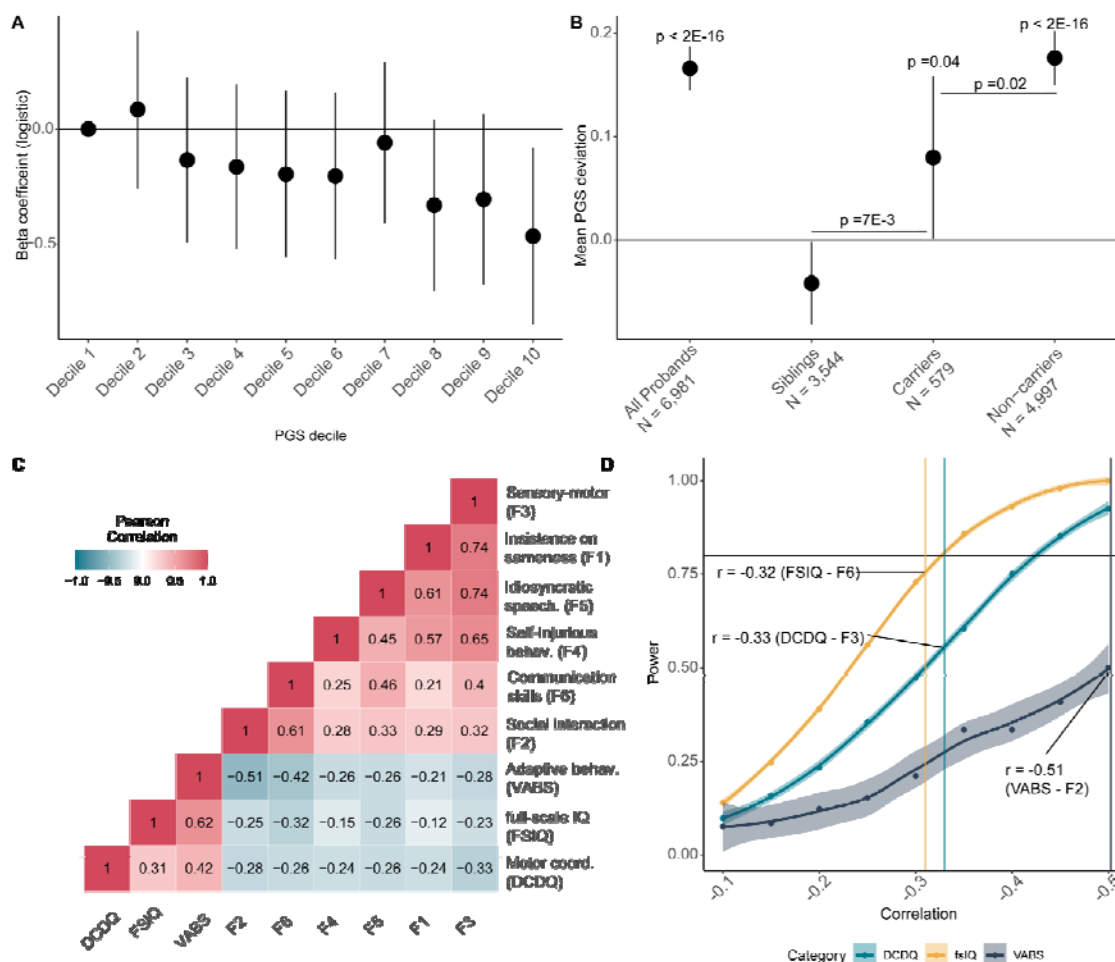 A
Beta coefficeint (logistic)
0.0
−0.5
Decile 1
Decile 2
Decile 3
Decile 4
Decile 5
Decile 6
Decile 7
Decile 8
Decile 9
Decile 10
PGS decile
B
Mean PGS deviation
0.2
0.1
0.0
p < 2E-16
p =7E-3
p =0.04
p =0.02
p < 2E-16
All Probands
N = 6,981
Siblings
N = 3,544
Carriers
N = 579
Non−carriers
N = 4,997
C
Pearson
Correlation
−1.0 −0.5 0.0 0.5 1.0
1 Sensory-motor
(F3)
1 0.74 Insistence on
sameness (F1)
1 0.61 0.74 Idiosyncratic
speech. (F5)
1 0.45 0.57 0.65 Self-Injurious
behav. (F4)
1 0.25 0.46 0.21 0.4 Communication
skills (F6)
1 0.61 0.28 0.33 0.29 0.32 Social Interaction
(F2)
1 −0.51 −0.42 −0.26 −0.26 −0.21 −0.28 Adaptive behav.
(VABS)
1 0.62 −0.25 −0.32 −0.15 −0.26 −0.12 −0.23 full-scale IQ
(FSIQ)
1 0.31 0.42 −0.28 −0.26 −0.24 −0.26 −0.24 −0.33 Motor coord.
(DCDQ)
DCDQ
FSIQ
VABS
F2
F6
F4
F5
F1
F3
D
Power
1.00
0.75
0.50
0.25
0.00
r = -0.32 (FSIQ - F6)
r = -0.33 (DCDQ - F3)
r = -0.51
(VABS - F2)
−0.1
−0.2
−0.3
−0.4
−0.5
Correlation
Category DCDQ fsIQ VABS